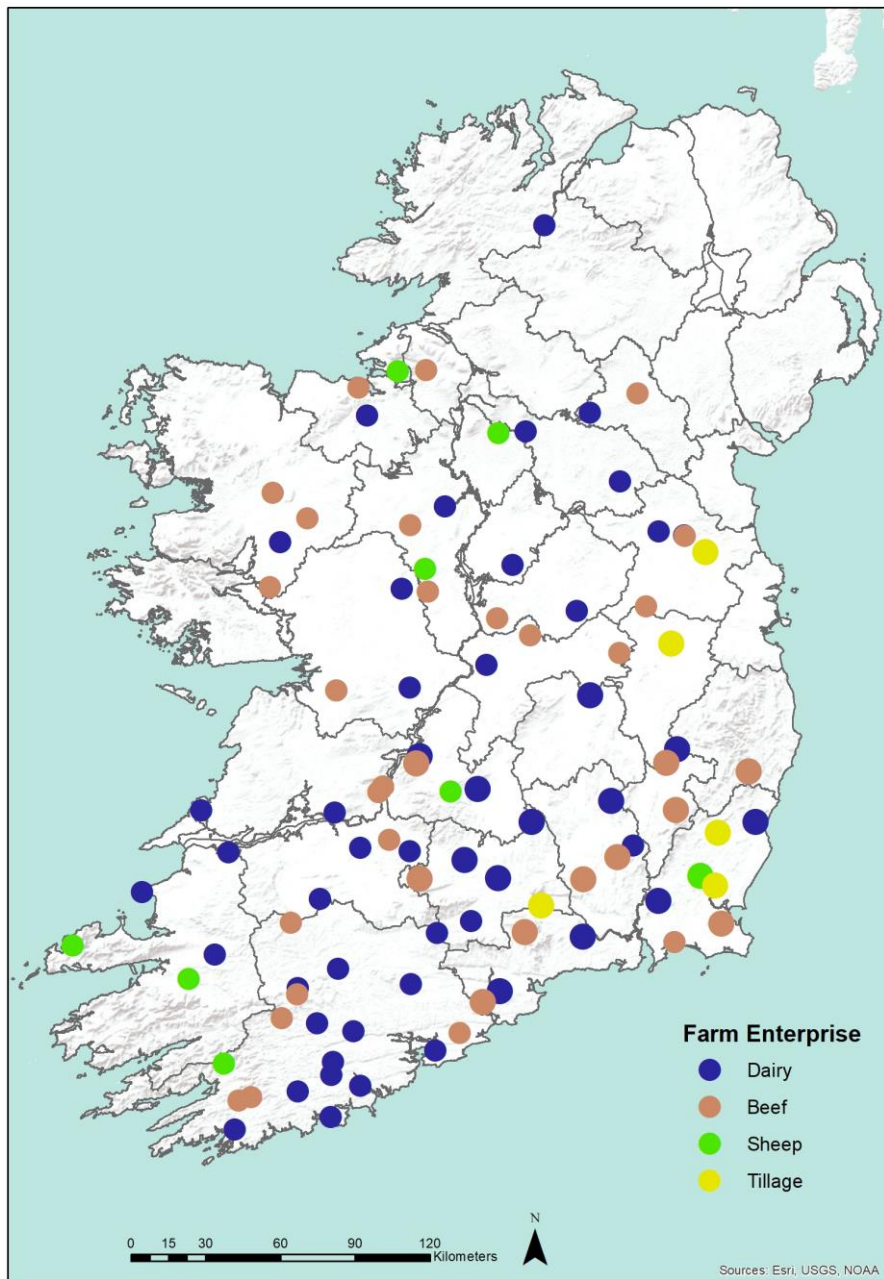 Farm Enterprise
Dairy
Beef
Sheep
Tillage
N
0 15 30 60 90 120
Kilometers
Sources: Esri, USGS, NOAA